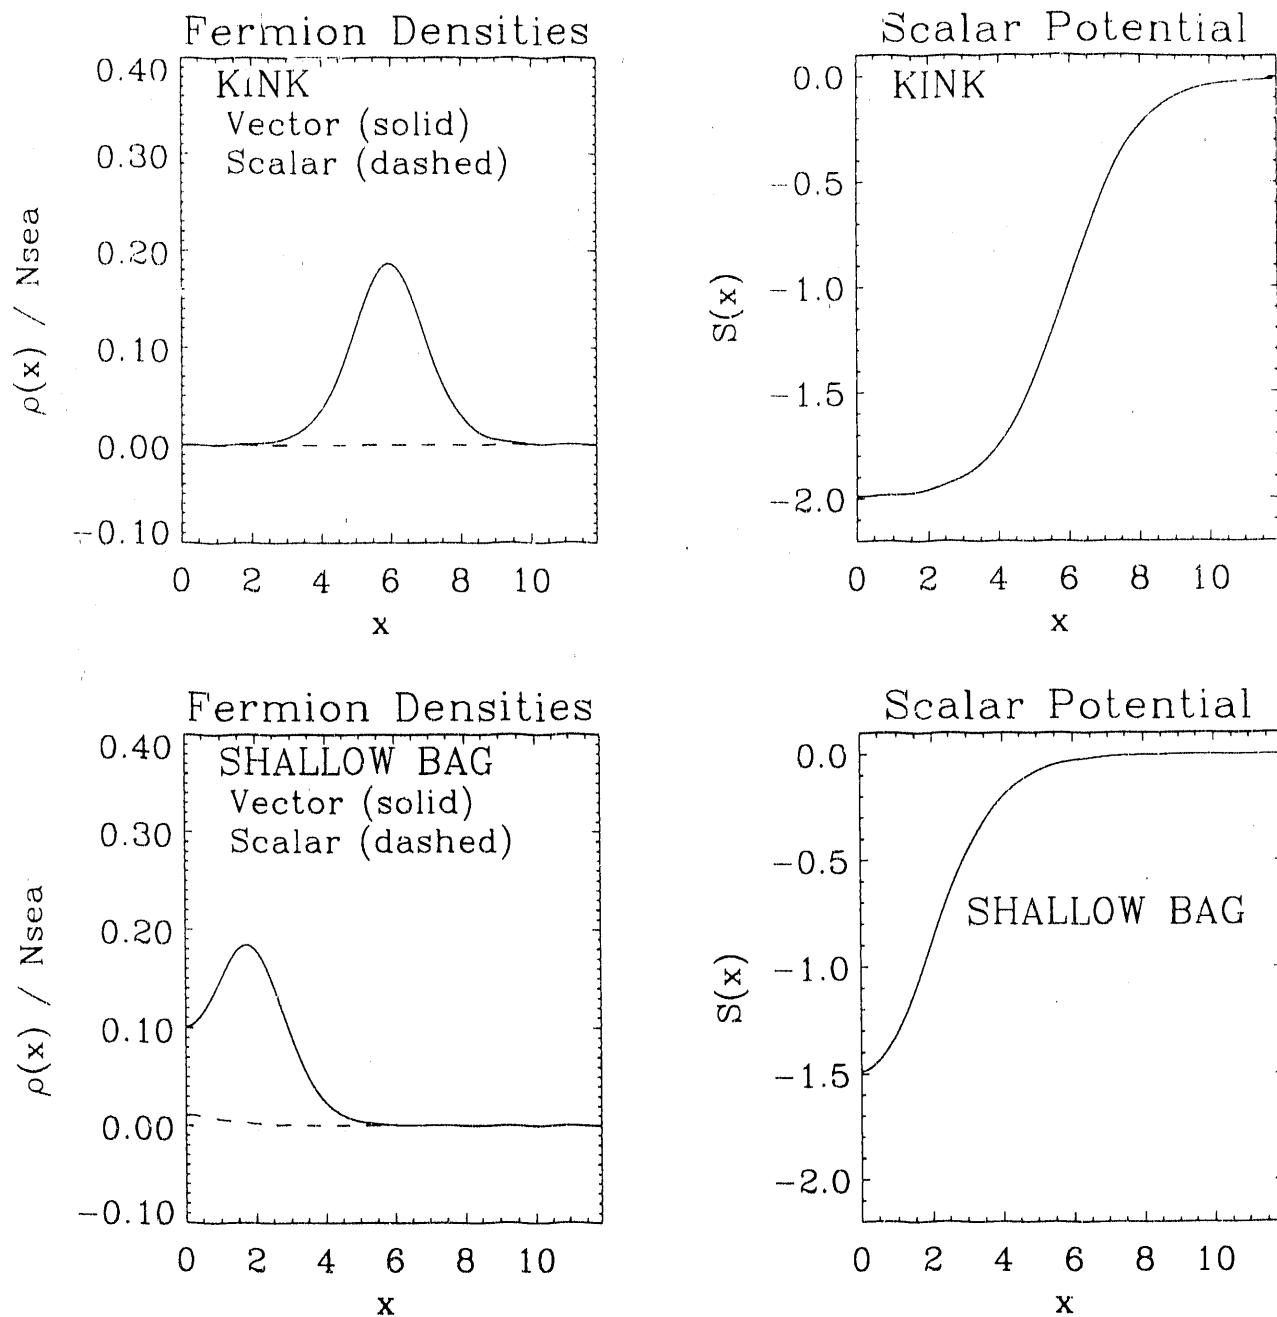 Fermion Densities
KINK
Vector (solid)
Scalar (dashed)
0.40
0.30
0.20
0.10
0.00
-0.10
ρ(x) / Nsea
0 2 4 6 8 10
x
Scalar Potential
KINK
0.0
-0.5
-1.0
-1.5
-2.0
S(x)
0 2 4 6 8 10
x
Fermion Densities
SHALLOW BAG
Vector (solid)
Scalar (dashed)
0.40
0.30
0.20
0.10
0.00
-0.10
ρ(x) / Nsea
0 2 4 6 8 10
x
Scalar Potential
0.0
-0.5
SHALLOW BAG
-1.0
-1.5
-2.0
S(x)
0 2 4 6 8 10
x